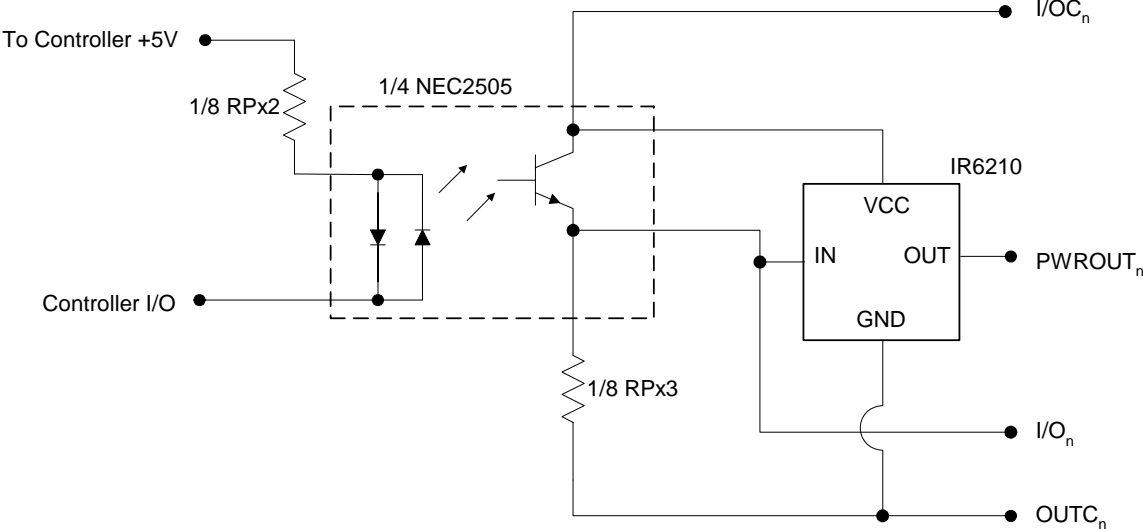 I/OCn
To Controller +5V
1/4 NEC2505
1/8 RPx2
IR6210
VCC
IN
OUT
PWROUTn
Controller I/O
GND
1/8 RPx3
I/On
OUTCn